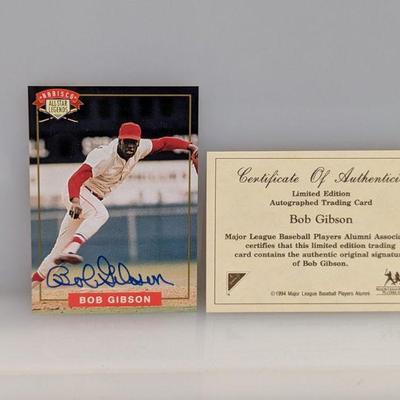 NABISCO
ALL STAR
LEGENDS
Bob Gibson
BOB GIBSON
Certificate Of Authentici
Limited Edition
Autographed Trading Card
Bob Gibson
Major League Baseball Players Alumni Associa
certifies that this limited edition trading
card contains the authentic original signatur
of Bob Gibson.
©1994 Major League Baseball Players Alumni